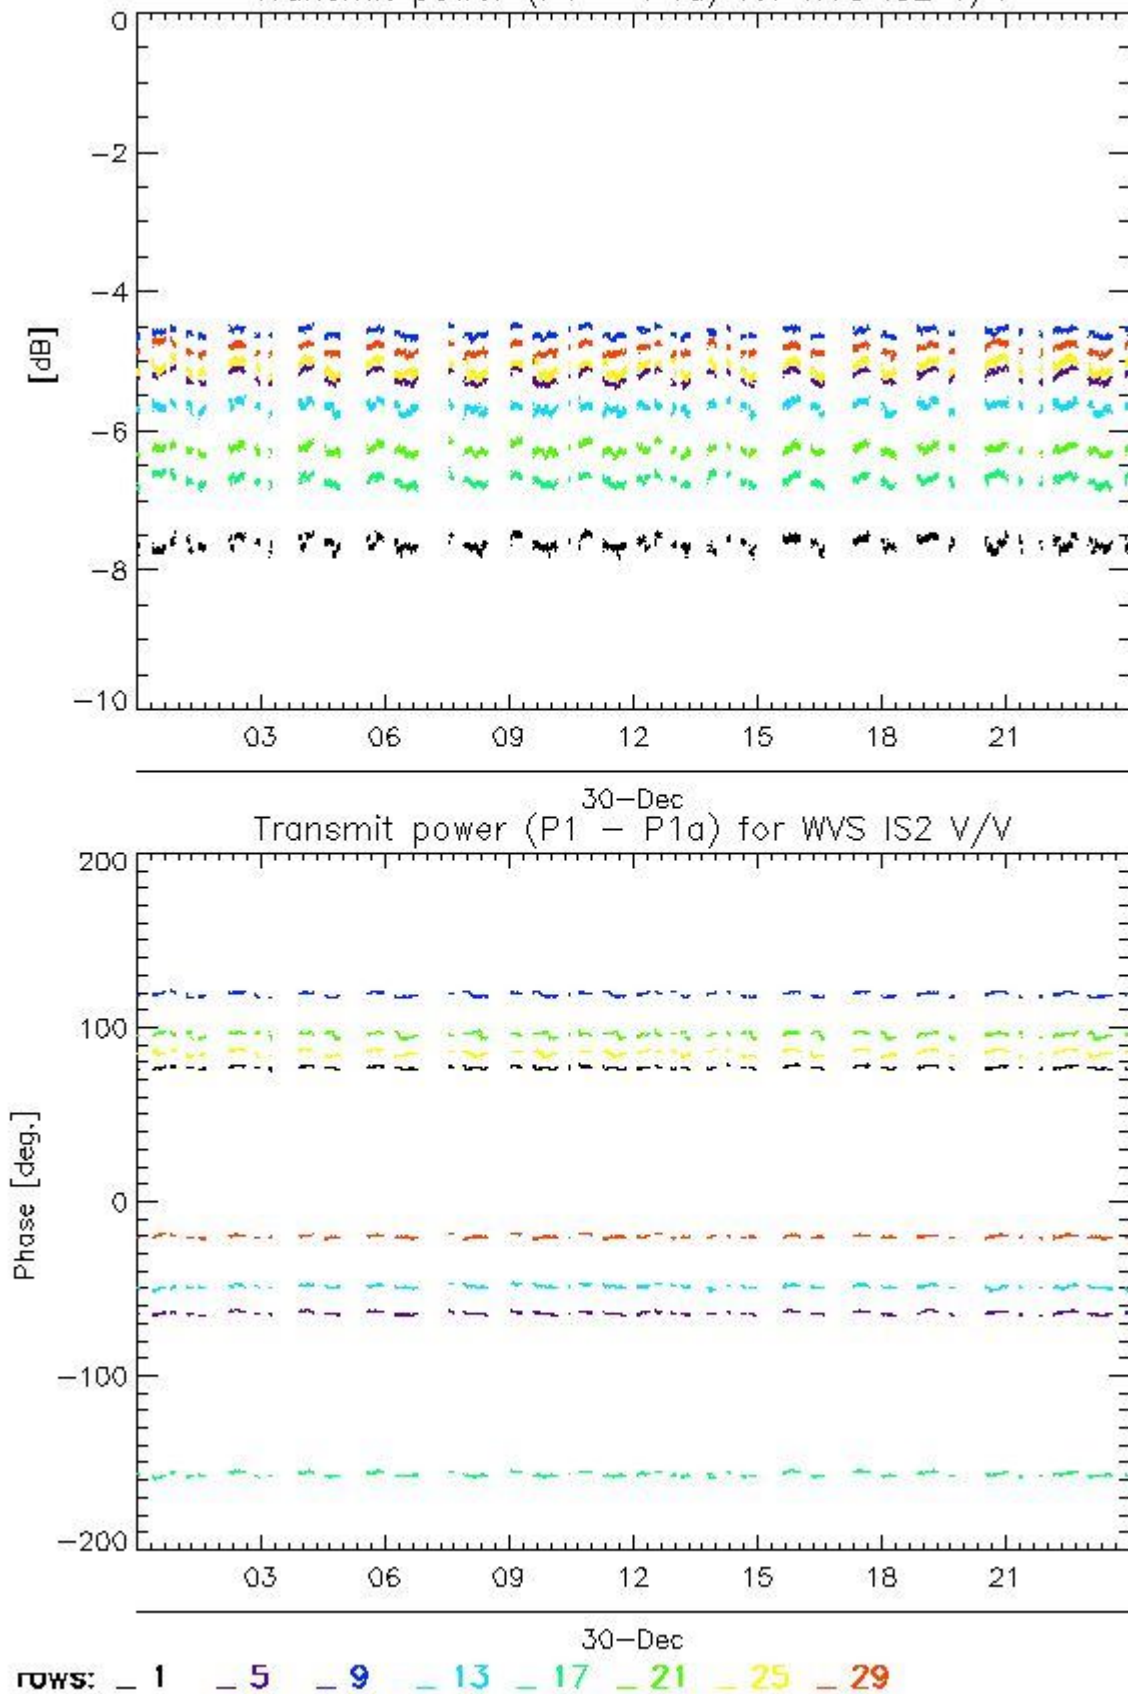 0
−2
−4
[dB]
−6
−8
−10
03 06 09 12 15 18 21
30−Dec
Transmit power (P1 − P1a) for WVS IS2 V/V
200
100
Phase [deg.]
0
−100
−200
03 06 09 12 15 18 21
30−Dec
rows: _ 1 _ 5 _ 9 _ 13 _ 17 _ 21 _ 25 _ 29